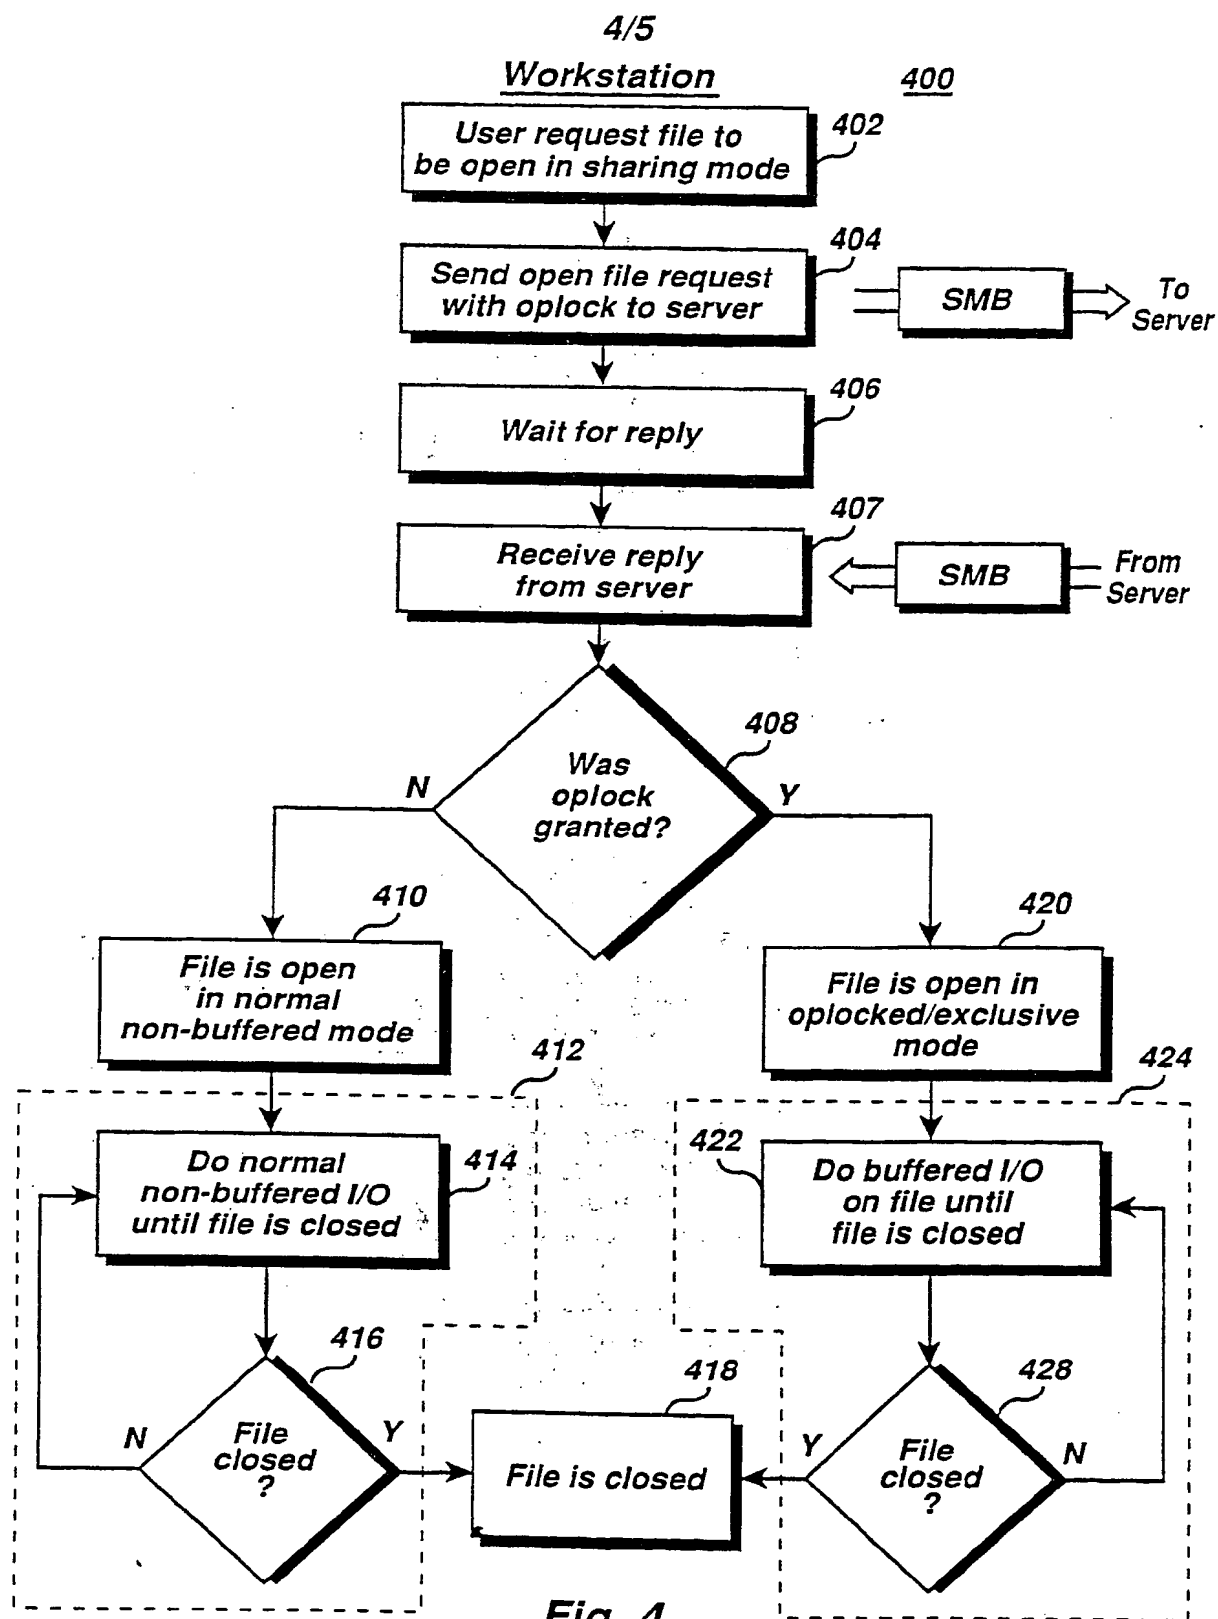 4/5
Workstation
400
User request file to
be open in sharing mode
402
Send open file request
with oplock to server
404
SMB
To
Server
Wait for reply
406
Receive reply
from server
407
SMB
From
Server
Was
oplock
granted?
408
N
Y
File is open
in normal
non-buffered mode
410
File is open in
oplocked/exclusive
mode
420
412
424
Do normal
non-buffered I/O
until file is closed
414
422
Do buffered I/O
on file until
file is closed
File
closed
?
416
N
Y
File is closed
418
File
closed
?
428
Y
N
Fig. 4